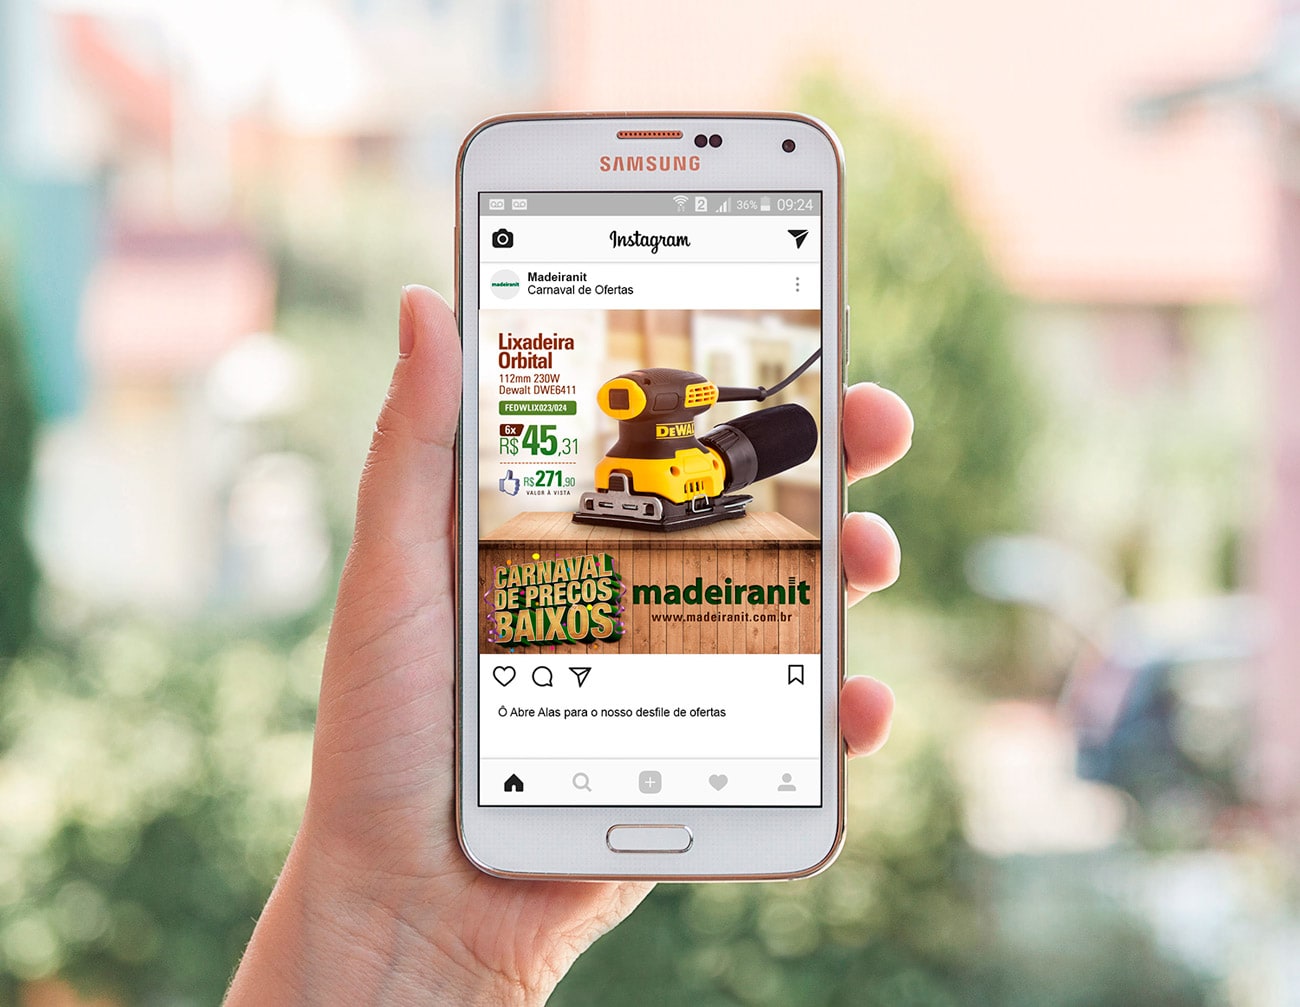 SAMSUNG
2 36% 09:24
Instagram
madeiranit
Madeiranit
Carnaval de Ofertas
Lixadeira
Orbital
112mm 230W
Dewalt DWE6411
FEDWLIX023/024
6x
R$45,31
R$271,90
VALOR À VISTA
DEWAL
CARNAVAL
DE PREÇOS
BAIXOS
madeiranit
www.madeiranit.com.br
Ô Abre Alas para o nosso desfile de ofertas